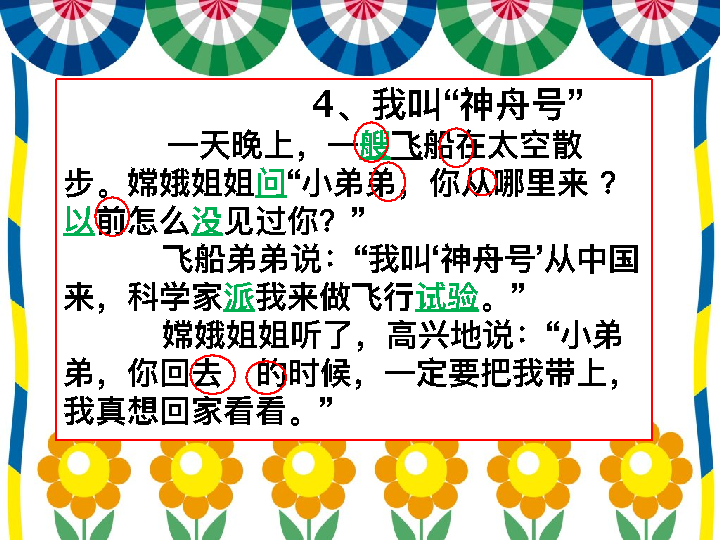 4、我叫“神舟号”
一天晚上，一艘飞船在太空散
步。嫦娥姐姐问“小弟弟，你从哪里来 ？
以前怎么没见过你？”
飞船弟弟说：“我叫‘神舟号’从中国
来，科学家派我来做飞行试验。”
嫦娥姐姐听了，高兴地说：“小弟
弟，你回去 的时候，一定要把我带上，
我真想回家看看。”